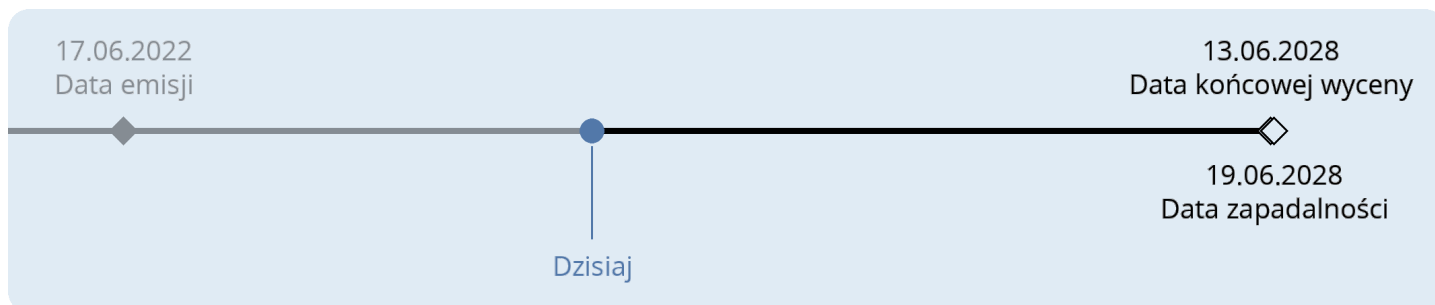 17.06.2022
Data emisji
13.06.2028
Data końcowej wyceny
19.06.2028
Data zapadalności
Dzisiaj